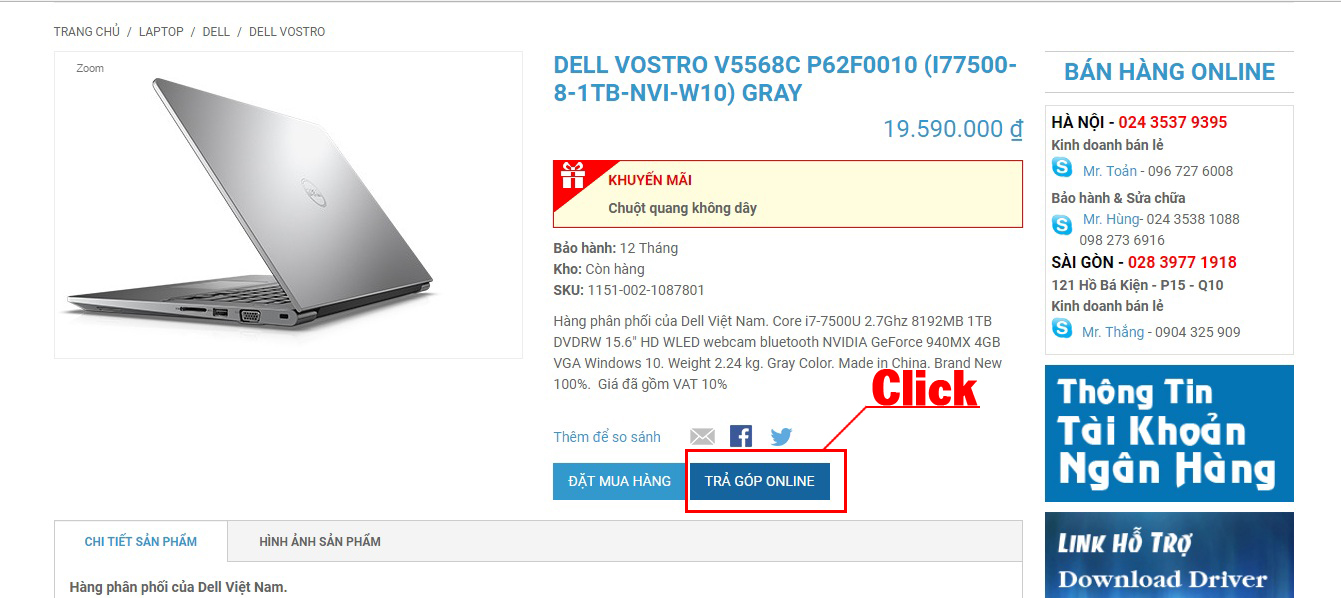 TRANG CHỦ / LAPTOP / DELL / DELL VOSTRO
Zoom
DELL
DELL VOSTRO V5568C P62F0010 (I77500-
8-1TB-NVI-W10) GRAY
19.590.000 ₫
KHUYẾN MÃI
Chuột quang không dây
Bảo hành: 12 Tháng
Kho: Còn hàng
SKU: 1151-002-1087801
Hàng phân phối của Dell Việt Nam. Core i7-7500U 2.7Ghz 8192MB 1TB
DVDRW 15.6" HD WLED webcam bluetooth NVIDIA GeForce 940MX 4GB
VGA Windows 10. Weight 2.24 kg. Gray Color. Made in China. Brand New
100%. Giá đã gồm VAT 10%
Click
Thêm để so sánh
ĐẶT MUA HÀNG
TRẢ GÓP ONLINE
CHI TIẾT SẢN PHẨM
HÌNH ẢNH SẢN PHẨM
Hàng phân phối của Dell Việt Nam.
BÁN HÀNG ONLINE
HÀ NỘI - 024 3537 9395
Kinh doanh bán lẻ
Mr. Toản - 096 727 6008
Bảo hành & Sửa chữa
Mr. Hùng- 024 3538 1088
098 273 6916
SÀI GÒN - 028 3977 1918
121 Hồ Bá Kiện - P15 - Q10
Kinh doanh bán lẻ
Mr. Thắng - 0904 325 909
Thông Tin
Tài Khoản
Ngân Hàng
LINK HỖ TRỢ
Download Driver